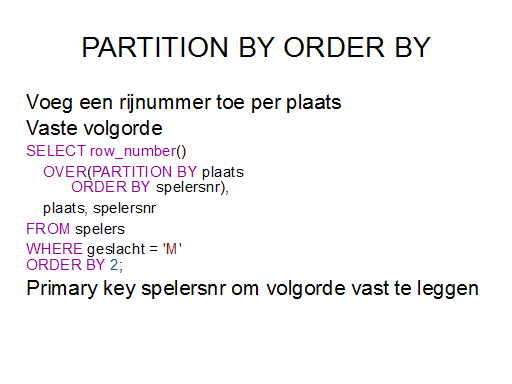 PARTITION BY ORDER BY
Voeg een rijnummer toe per plaats
Vaste volgorde
SELECT row_number()
OVER(PARTITION BY plaats
ORDER BY spelersnr),
plaats, spelersnr
FROM spelers
WHERE geslacht = 'M'
ORDER BY 2;
Primary key spelersnr om volgorde vast te leggen